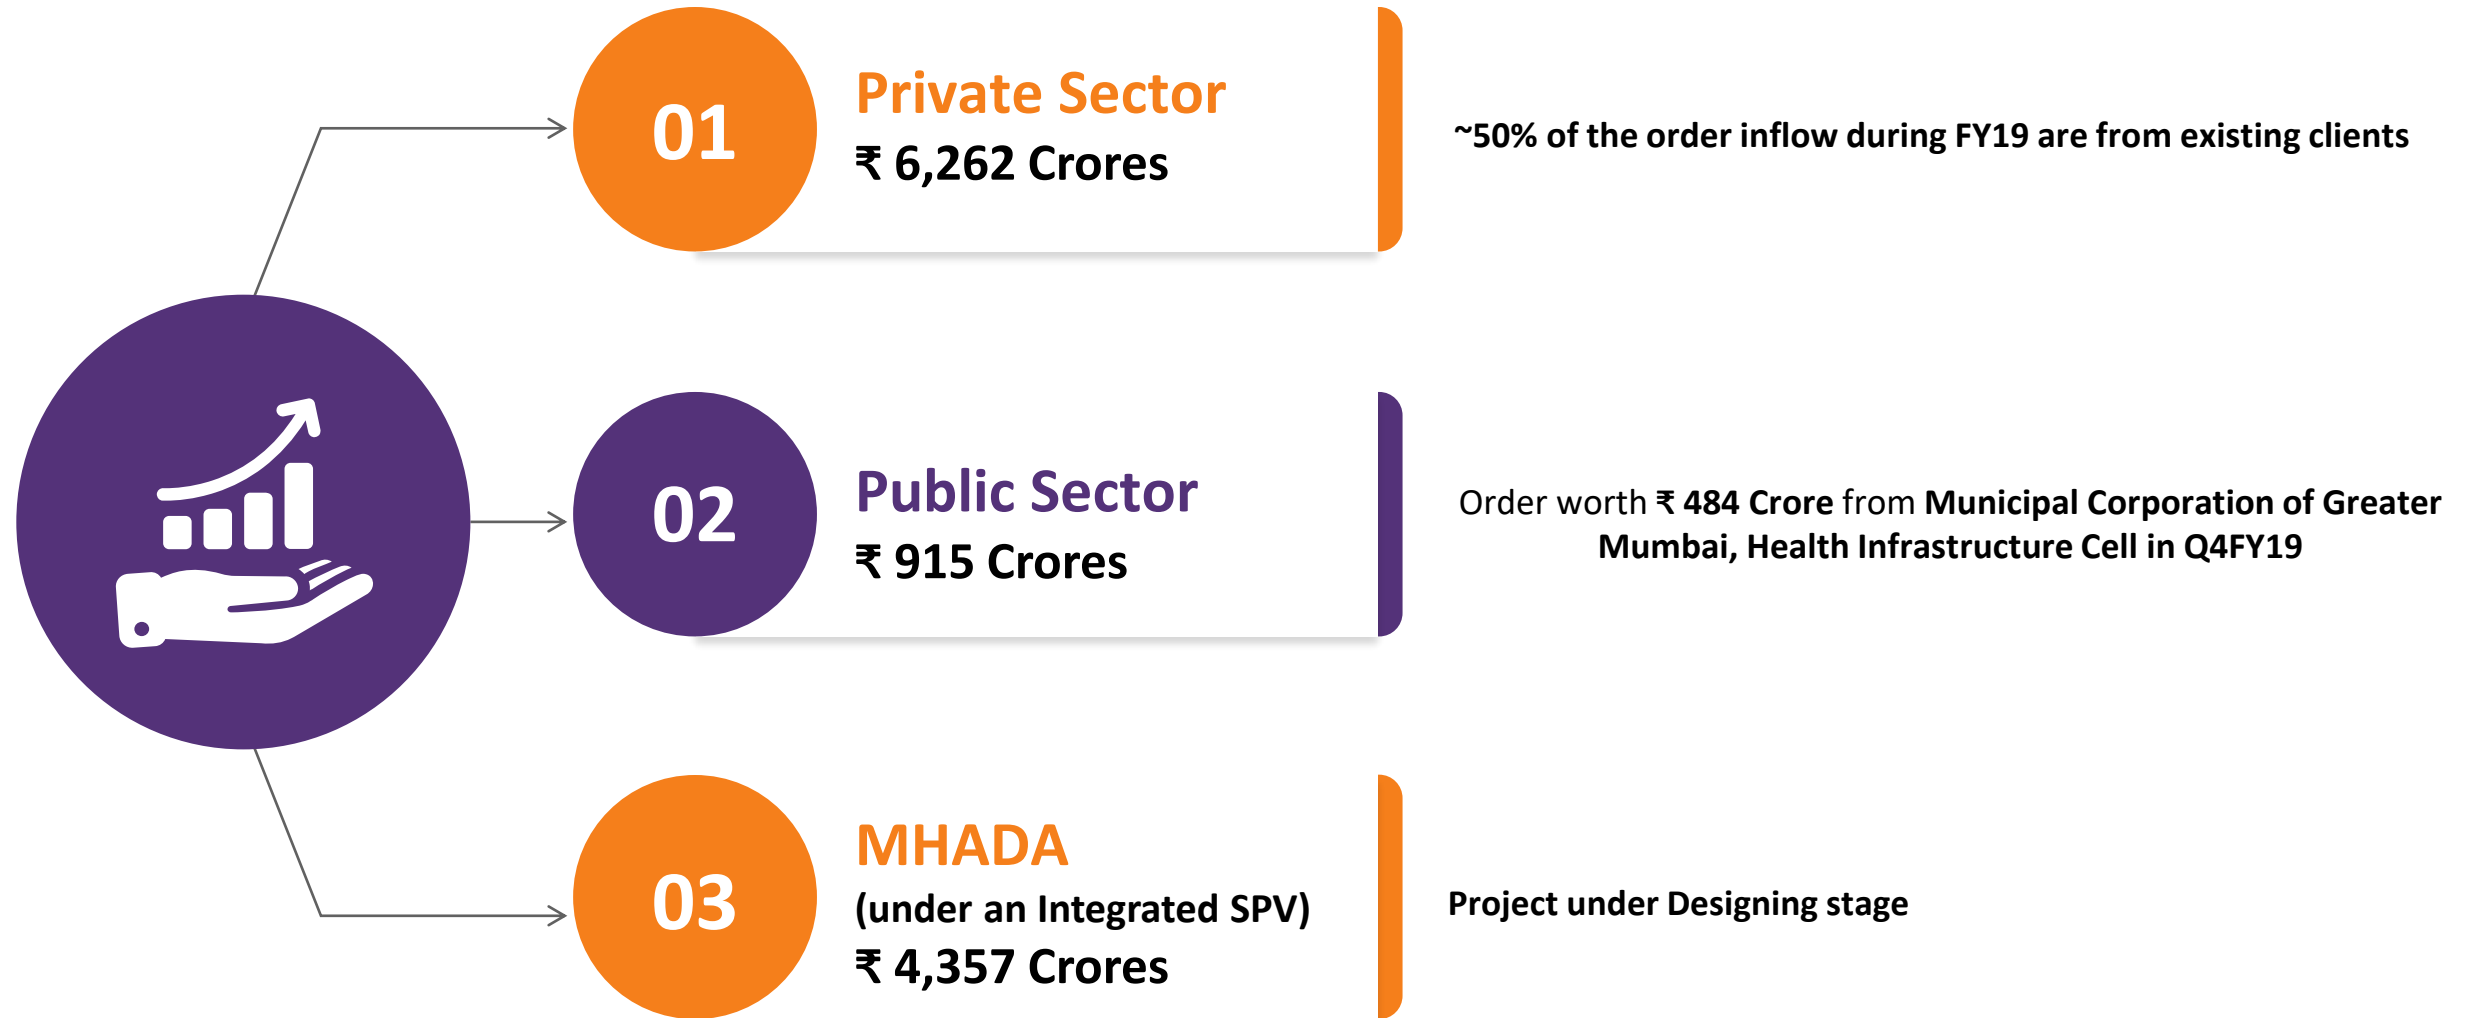 01
Private Sector
₹ 6,262 Crores
~50% of the order inflow during FY19 are from existing clients
02
Public Sector
₹ 915 Crores
Order worth ₹ 484 Crore from Municipal Corporation of Greater
Mumbai, Health Infrastructure Cell in Q4FY19
03
MHADA
(under an Integrated SPV)
₹ 4,357 Crores
Project under Designing stage